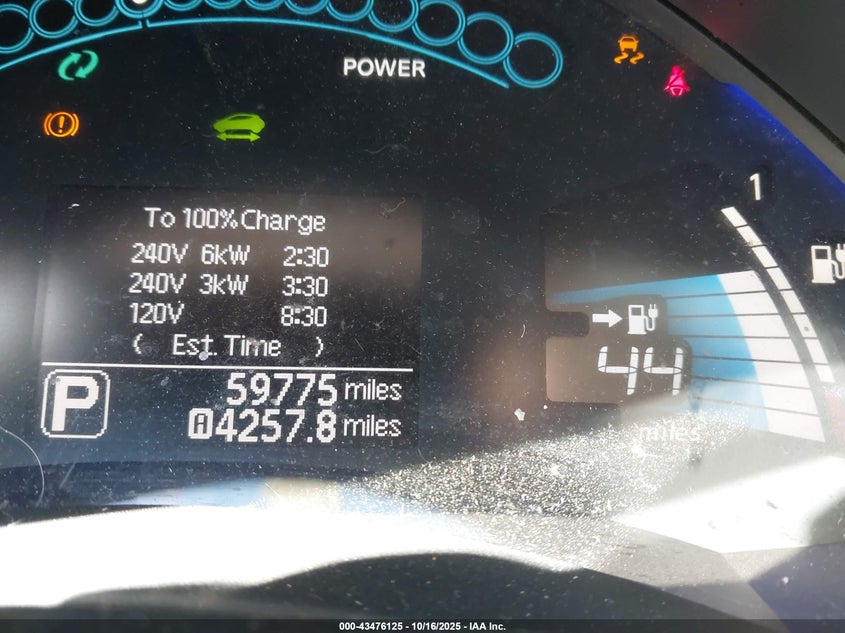 POWER
1
To 100% Charge
240V 6kW 2:30
240V 3kW 3:30
120V 8:30
( Est. Time )
44
miles
P
59775 miles
A 4257.8 miles
000-43476125 - 10/16/2025 - IAA Inc.